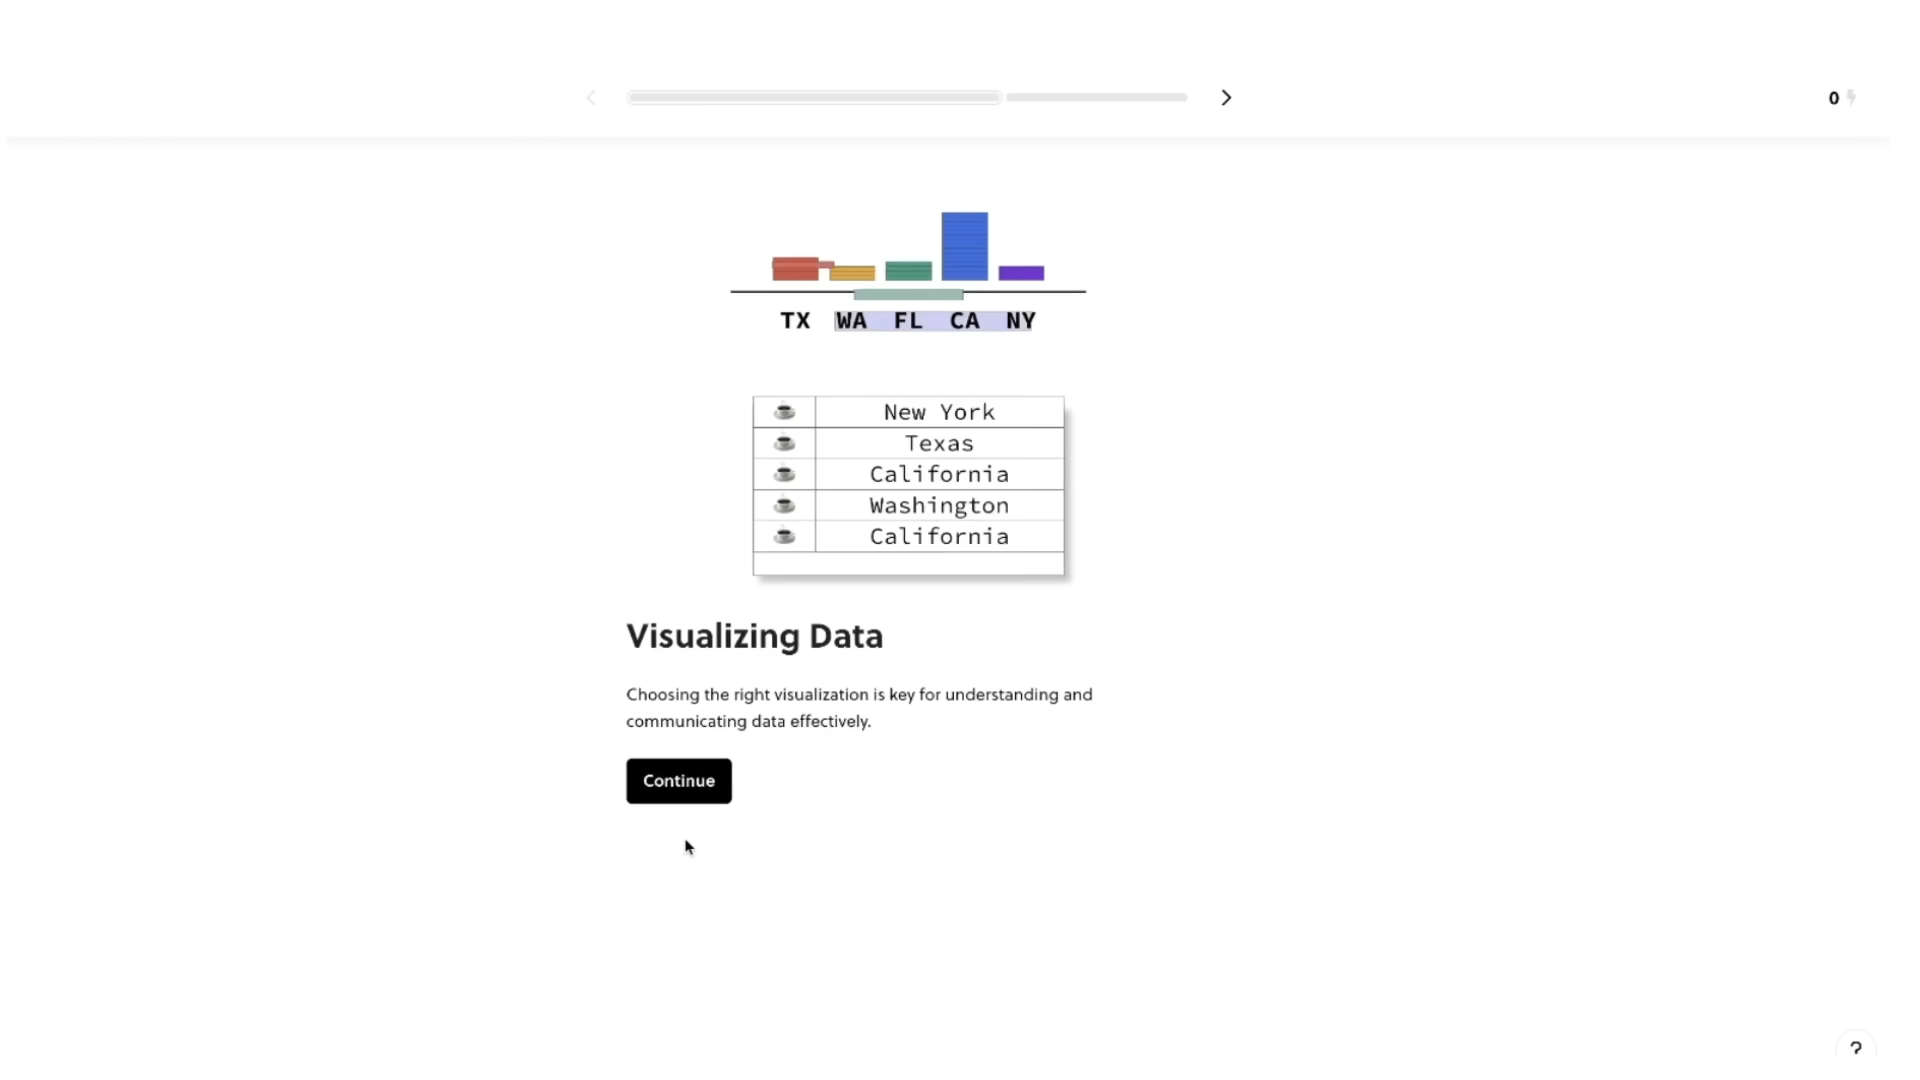 0
TX WA FL CA NY
New York
Texas
California
Washington
California
Visualizing Data
Choosing the right visualization is key for understanding and
communicating data effectively.
Continue
?